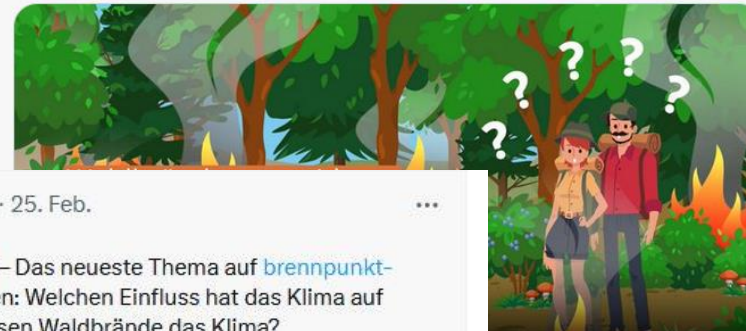 ? ? ? ? ?
· 25. Feb.
– Das neueste Thema auf brennpunkt-
n: Welchen Einfluss hat das Klima auf
sen Waldbrände das Klima?